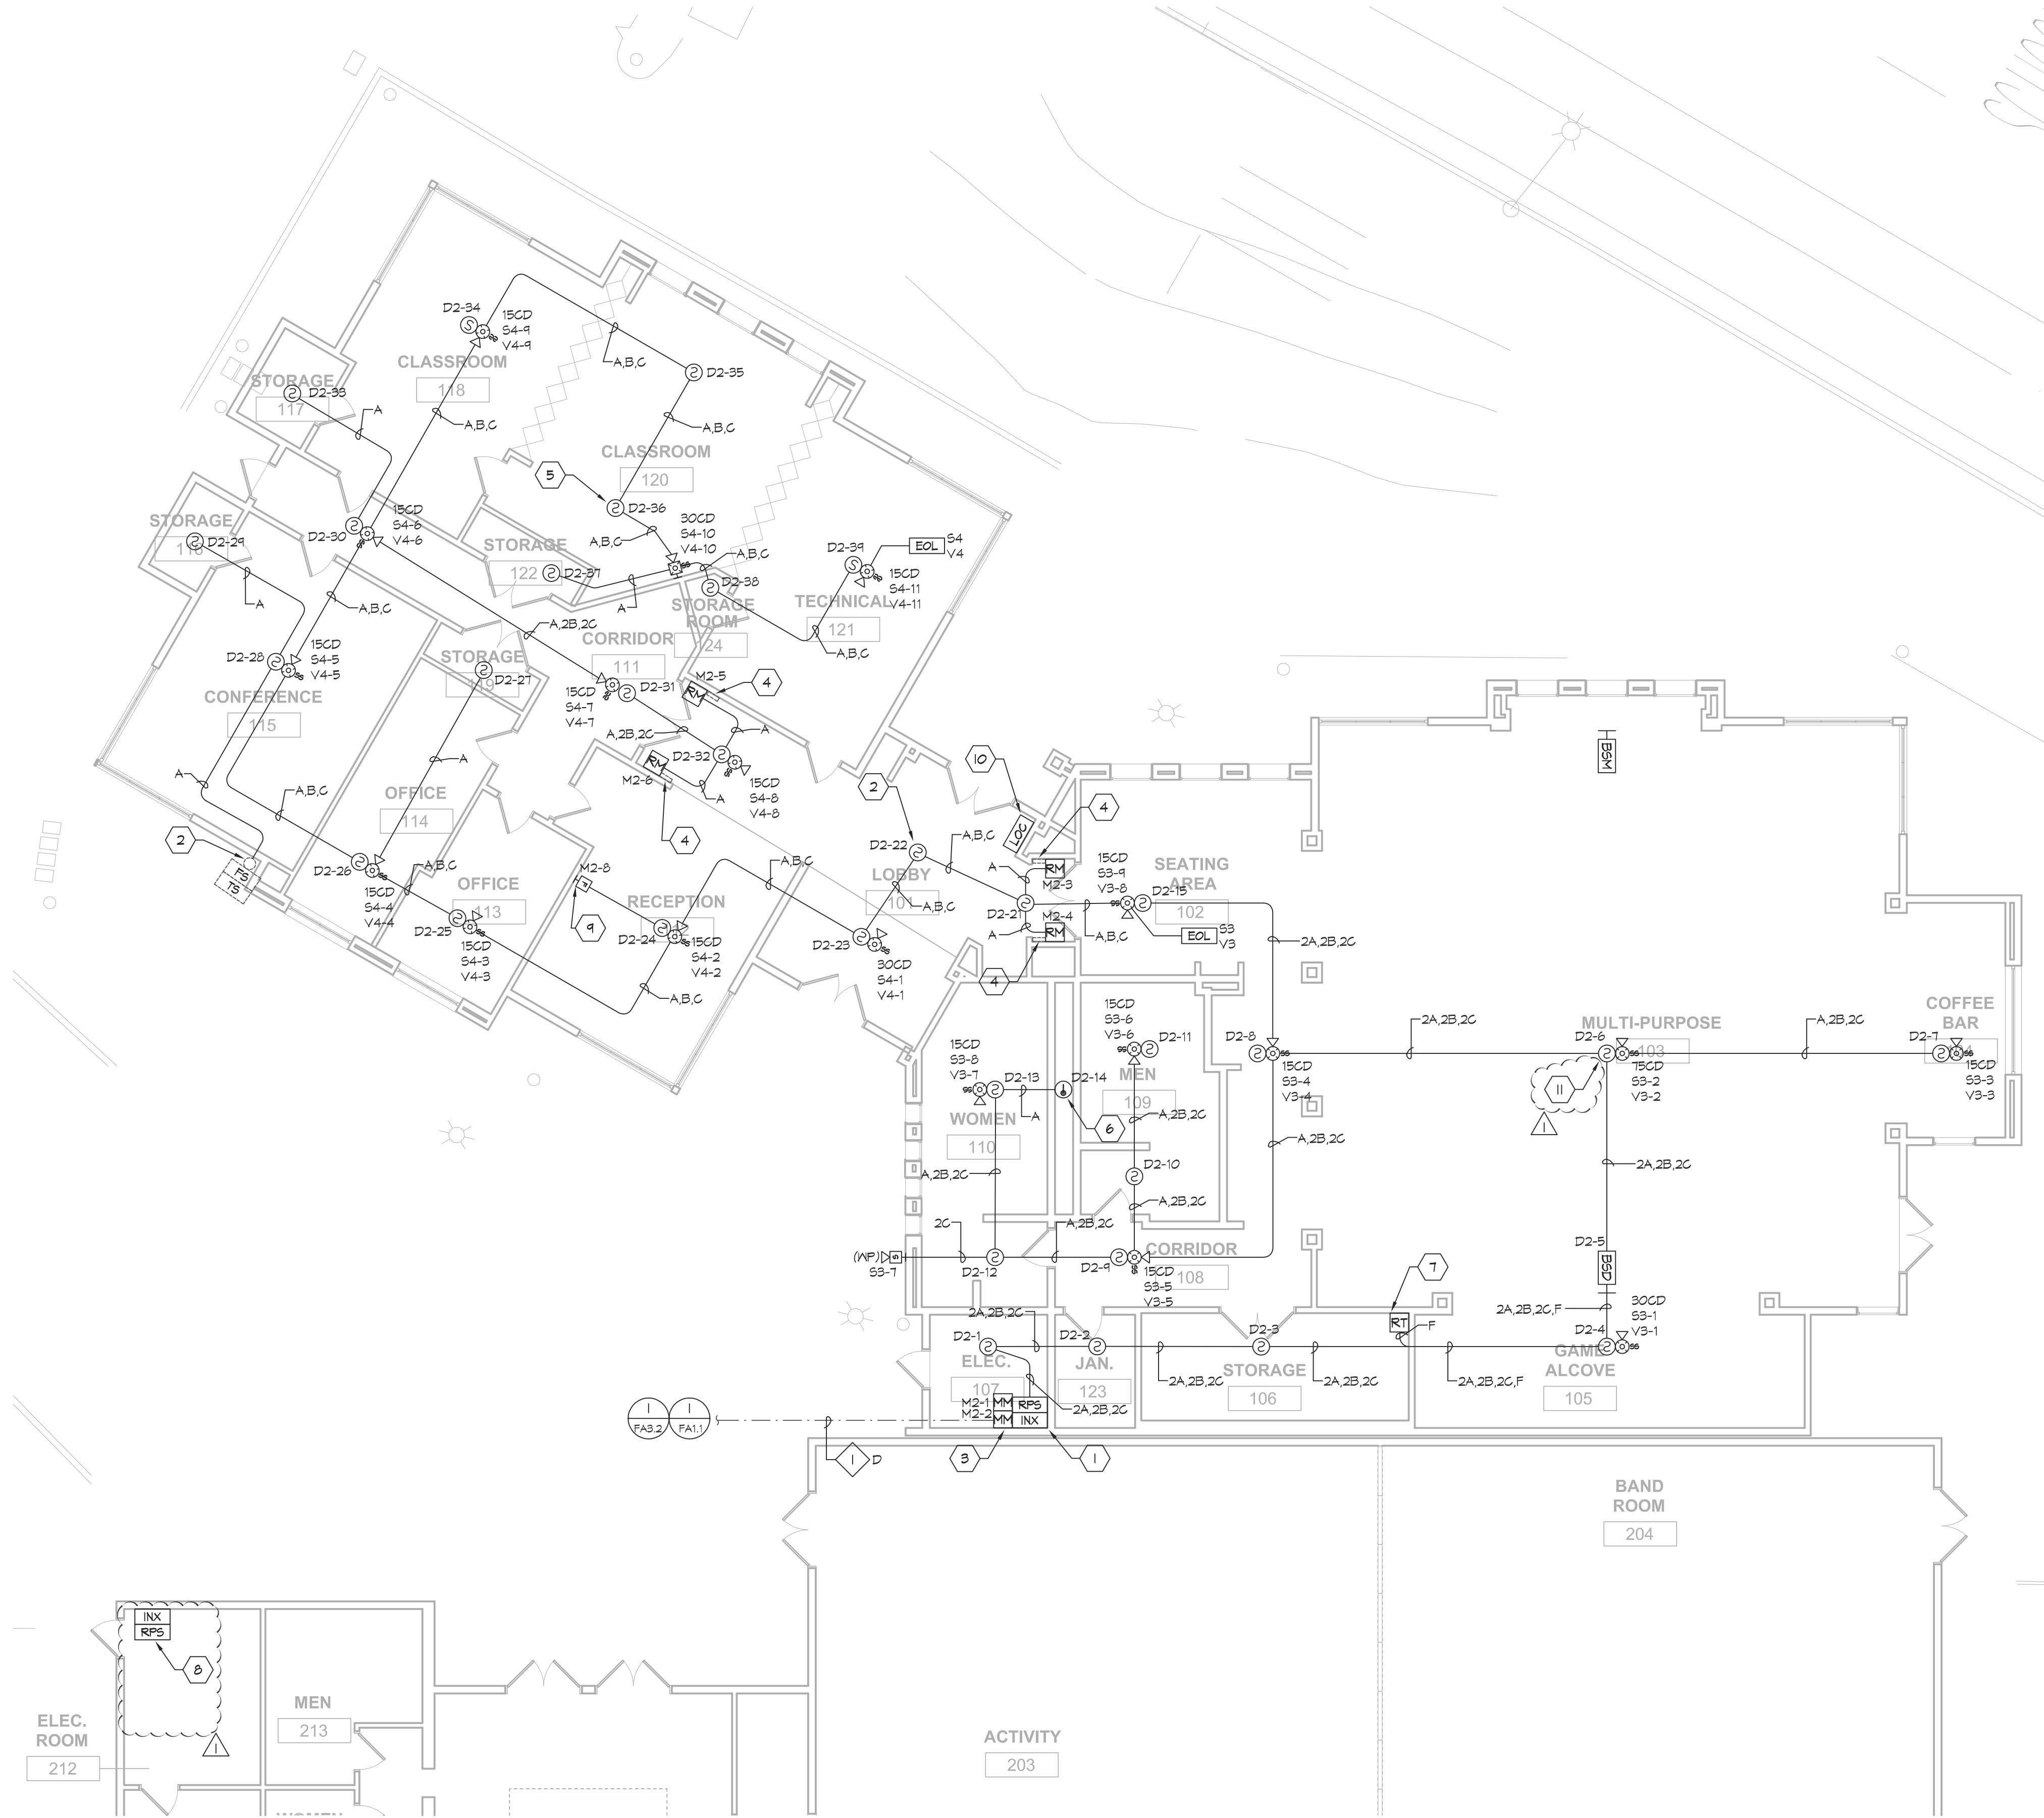 D2-34
15CD
S4-9
V4-9
CLASSROOM
118
A,B,C
D2-35
STORAGE
117
D2-33
A
A,B,C
A,B,C
CLASSROOM
120
5
D2-36
STORAGE
D2-29
D2-30
15CD
S4-6
V4-6
30CD
S4-10
V4-10
A,B,C
A,B,C
STORAGE
122
D2-37
D2-39
EOL
S4
V4
D2-38
15CD
S4-11
V4-11
A
A
A,B,C
STORAGE
ROOM
TECHNICAL
121
A,2B,2C
CORRIDOR
111
A,B,C
15CD
S4-5
V4-5
D2-28
STORAGE
119
D2-27
CONFERENCE
115
M2-5
RM
4
D2-31
15CD
S4-7
V4-7
A,2B,2C
A
D2-32
RM
M2-6
15CD
S4-8
V4-8
A
4
A
A,B,C
A
OFFICE
114
2
FS
TS
D2-26
15CD
S4-4
V4-4
A,B,C
M2-8
F
OFFICE
113
9
D2-25
15CD
S4-3
V4-3
RECEPTION
D2-24
15CD
S4-2
V4-2
A,B,C
A,B,C
10
2
LOC
4
D2-22
A,B,C
LOBBY
101
A,B,C
D2-23
30CD
S4-1
V4-1
A
RM
M2-3
D2-21
M2-4
RM
A
4
15CD
S3-9
V3-8
D2-15
SEATING
AREA
102
A,B,C
EOL
S3
V3
2A,2B,2C
BSM
15CD
S3-6
V3-6
D2-11
15CD
S3-8
V3-7
D2-13
D2-14
A
6
WOMEN
110
MEN
109
A,2B,2C
A,2B,2C
D2-10
A,2B,2C
D2-8
15CD
S3-4
V3-4
2A,2B,2C
MULTI-PURPOSE
103
D2-6
15CD
S3-2
V3-2
11
1
A,2B,2C
COFFEE
BAR
D2-7
15CD
S3-3
V3-3
A,2B,2C
2A,2B,2C
2C
(WP)
S
S3-7
D2-12
A,2B,2C
D2-9
15CD
S3-5
V3-5
CORRIDOR
108
D2-5
BSD
7
RT
F
2A,2B,2C,F
30CD
S3-1
V3-1
D2-4
2A,2B,2C
D2-1
D2-2
D2-3
ELEC.
107
JAN.
123
STORAGE
106
GAME
ALCOVE
105
2A,2B,2C
2A,2B,2C
2A,2B,2C,F
2A,2B,2C
M2-1
MM
RPS
M2-2
MM
INX
1
FA3.2
1
FA1.1
1
D
3
1
BAND
ROOM
204
INX
RPS
8
1
ELEC.
ROOM
212
MEN
213
ACTIVITY
203